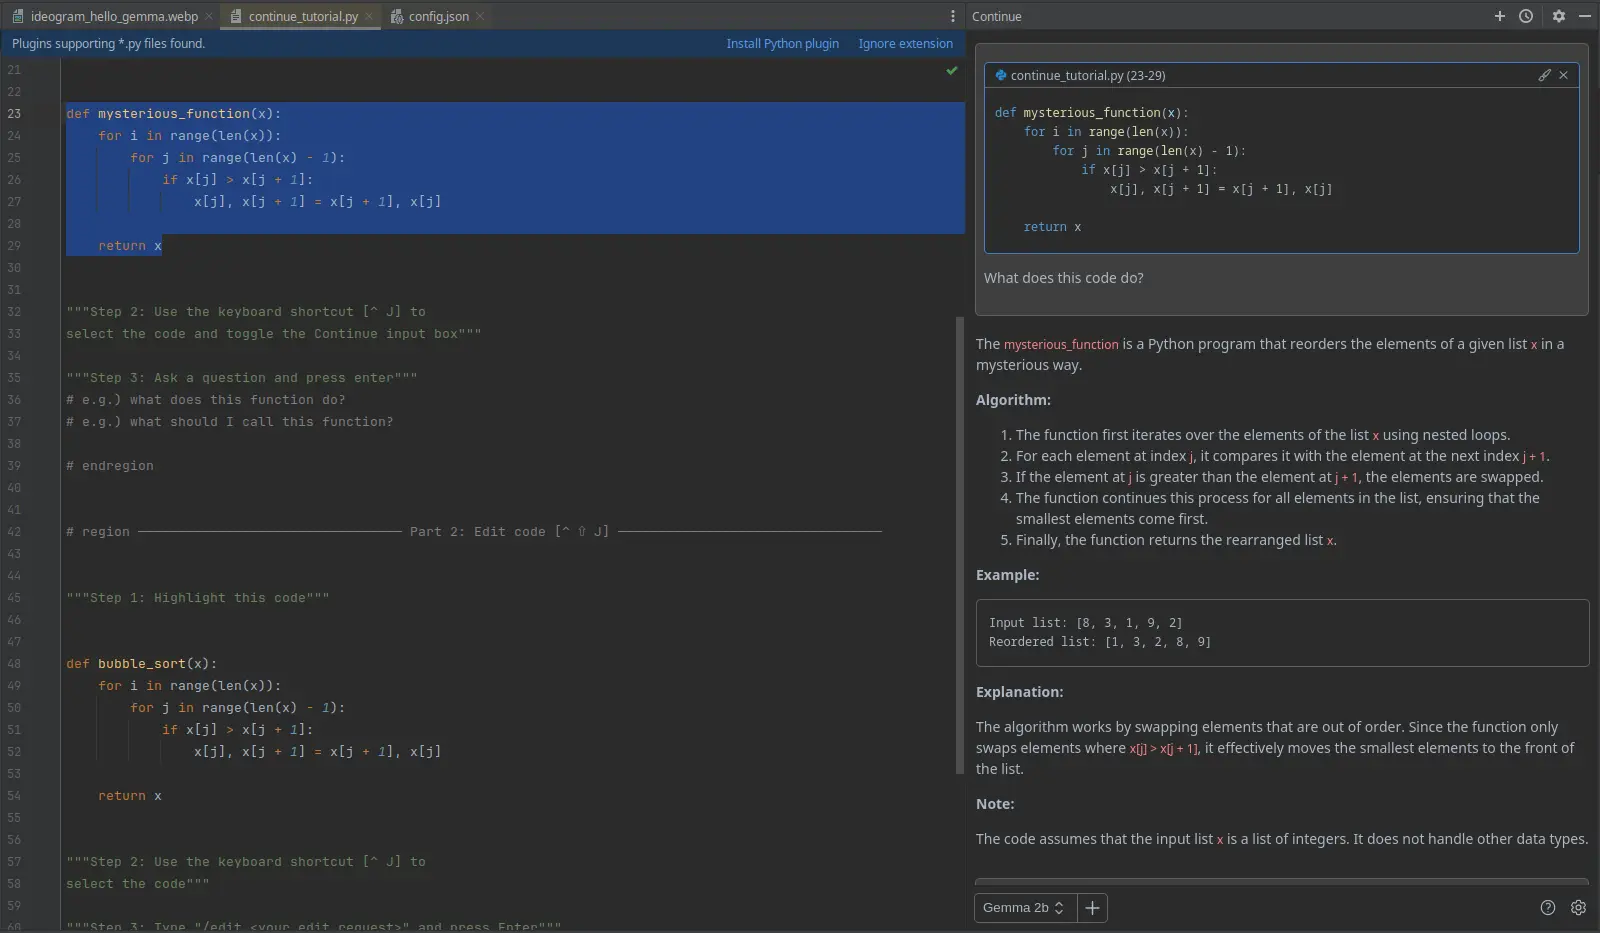 ideogram_hello_gemma.webp
continue_tutorial.py
config.json
Continue
Plugins supporting *.py files found.
Install Python plugin
Ignore extension
21
22
23 def mysterious_function(x):
24 for i in range(len(x)):
25 for j in range(len(x) - 1):
26 if x[j] > x[j + 1]:
27 x[j], x[j + 1] = x[j + 1], x[j]
28
29 return x
30
31
32 """Step 2: Use the keyboard shortcut [^ J] to
33 select the code and toggle the Continue input box"""
34
35 """Step 3: Ask a question and press enter"""
36 # e.g.) what does this function do?
37 # e.g.) what should I call this function?
38
39 # endregion
40
41
42 # region ————————————————————————————————— Part 2: Edit code [^ ⇧ J] —————————————————————————————————
43
44
45 """Step 1: Highlight this code"""
46
47
48 def bubble_sort(x):
49 for i in range(len(x)):
50 for j in range(len(x) - 1):
51 if x[j] > x[j + 1]:
52 x[j], x[j + 1] = x[j + 1], x[j]
53
54 return x
55
56
57 """Step 2: Use the keyboard shortcut [^ J] to
58 select the code"""
59
60 """Step 3: Type "/edit <your edit request>" and press Enter"""
continue_tutorial.py (23-29)
def mysterious_function(x):
for i in range(len(x)):
for j in range(len(x) - 1):
if x[j] > x[j + 1]:
x[j], x[j + 1] = x[j + 1], x[j]
return x
What does this code do?
The mysterious_function is a Python program that reorders the elements of a given list x in a
mysterious way.
Algorithm:
1. The function first iterates over the elements of the list x using nested loops.
2. For each element at index j, it compares it with the element at the next index j + 1.
3. If the element at j is greater than the element at j + 1, the elements are swapped.
4. The function continues this process for all elements in the list, ensuring that the
smallest elements come first.
5. Finally, the function returns the rearranged list x.
Example:
Input list: [8, 3, 1, 9, 2]
Reordered list: [1, 3, 2, 8, 9]
Explanation:
The algorithm works by swapping elements that are out of order. Since the function only
swaps elements where x[j] > x[j + 1], it effectively moves the smallest elements to the front of
the list.
Note:
The code assumes that the input list x is a list of integers. It does not handle other data types.
Gemma 2b